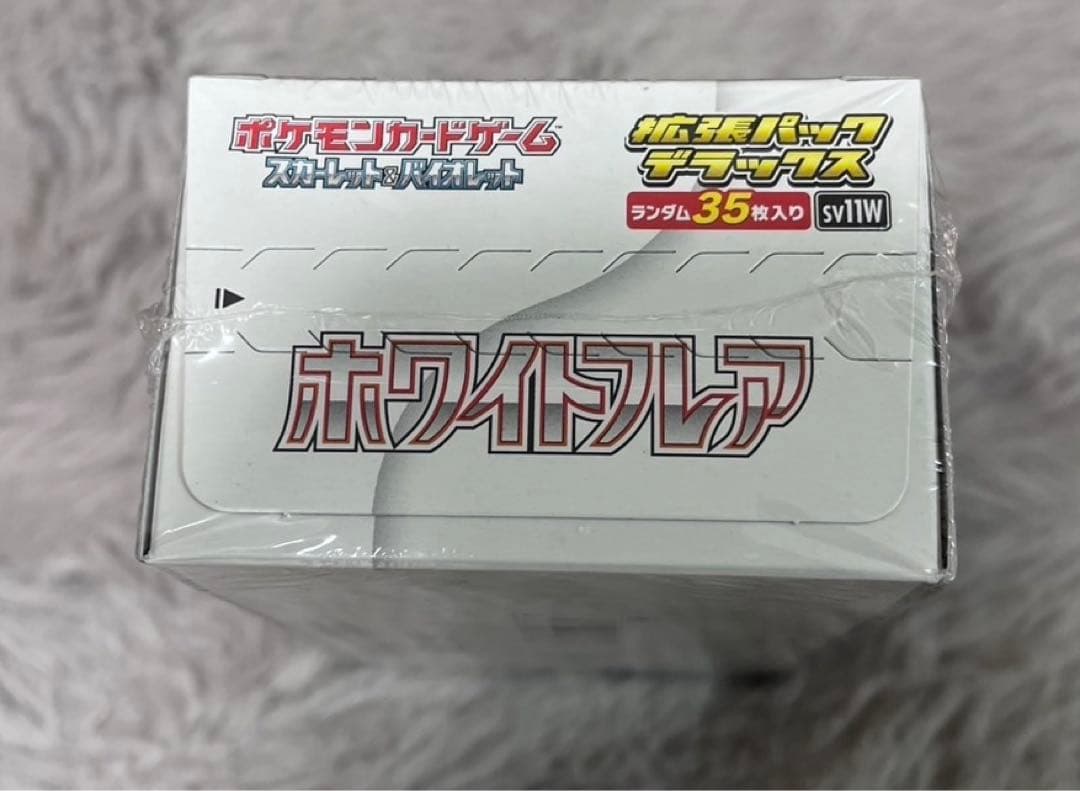 ポケモンカードゲーム™
スカーレット&バイオレット
拡張パック
デラックス
ランダム35枚入り
SV11W
ホワイトフレア